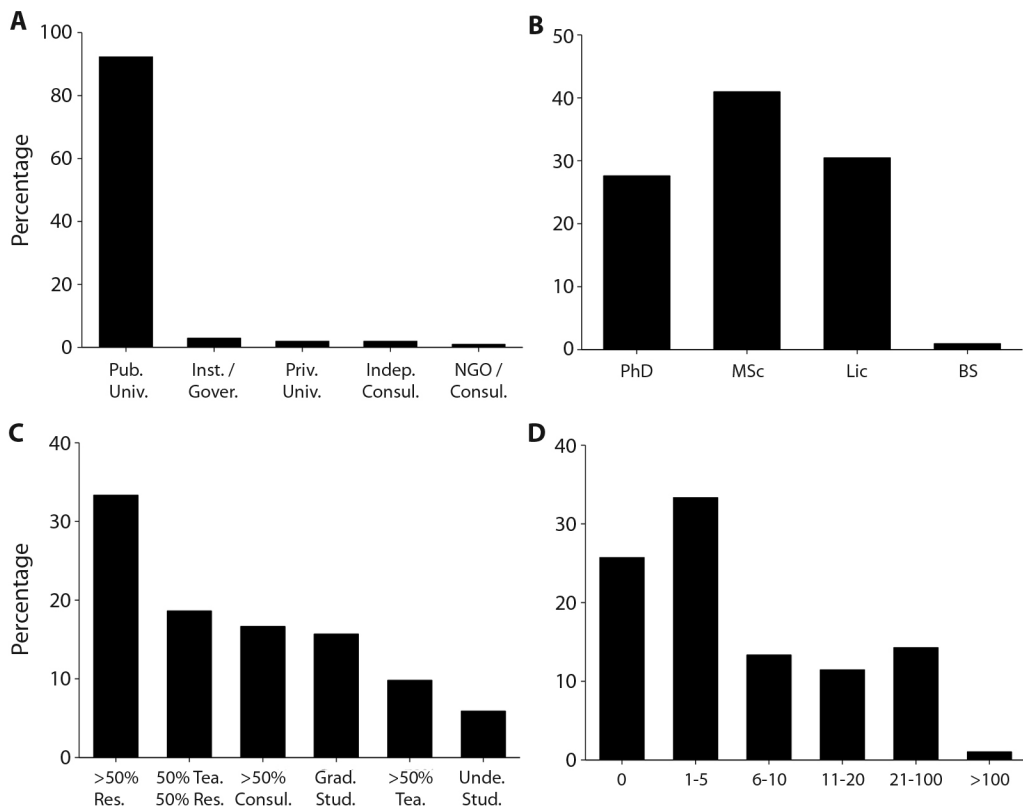 A
B
100
80
60
40
20
0
Percentage
Pub. Univ.
Inst. / Gover.
Priv. Univ.
Indep. Consul.
NGO / Consul.
50
40
30
20
10
0
PhD
MSc
Lic
BS
C
D
40
30
20
10
0
Percentage
>50% Res.
50% Tea. 50% Res.
>50% Consul.
Grad. Stud.
>50% Tea.
Unde. Stud.
40
30
20
10
0
0
1-5
6-10
11-20
21-100
>100